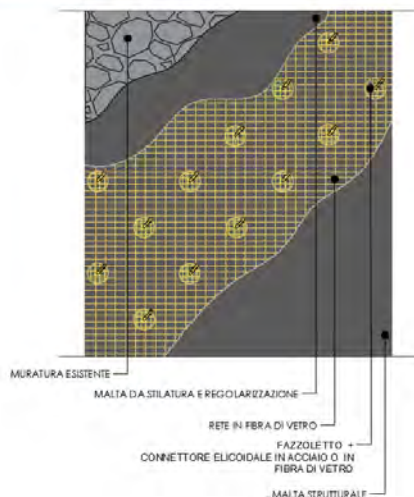 MURATURA ESISTENTE
MALTA DA STILATURA E REGOLARIZZAZIONE
RETE IN FIBRA DI VETRO
FAZZOLETTO +
CONNETTORE ELICOIDALE IN ACCIAIO O IN
FIBRA DI VETRO
MALTA STRUTTURALE